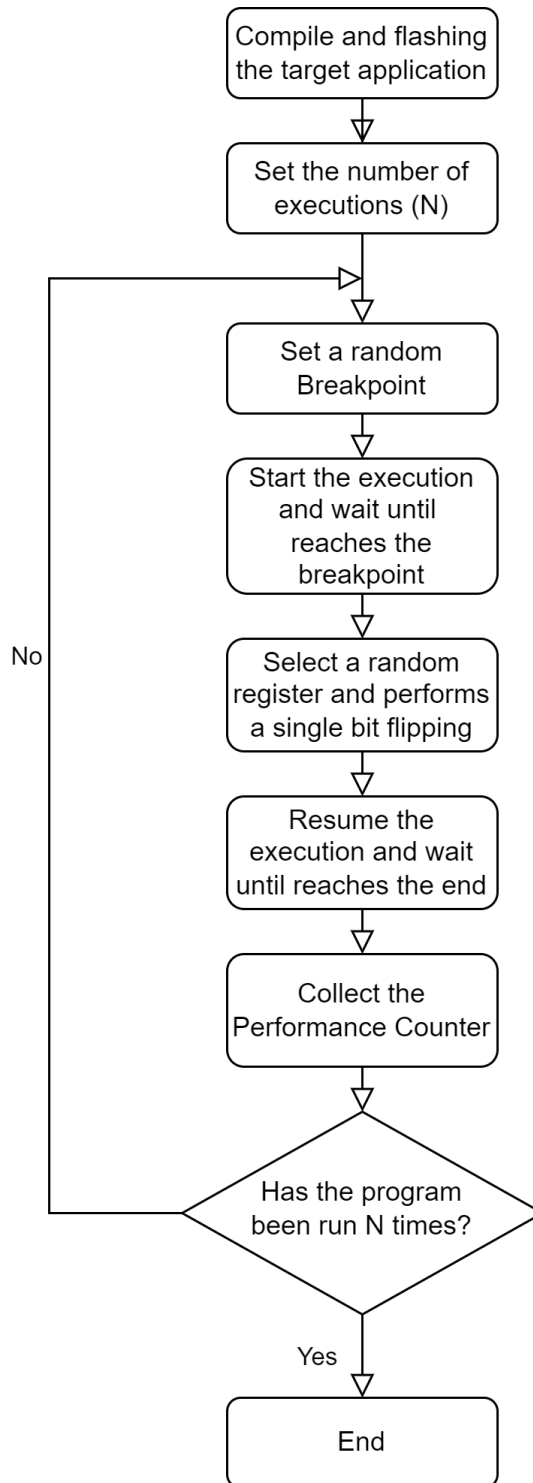 Compile and flashing
the target application
Set the number of
executions (N)
Set a random
Breakpoint
Start the execution
and wait until
reaches the
breakpoint
No
Select a random
register and performs
a single bit flipping
Resume the
execution and wait
until reaches the end
Collect the
Performance Counter
Has the program
been run N times?
Yes
End